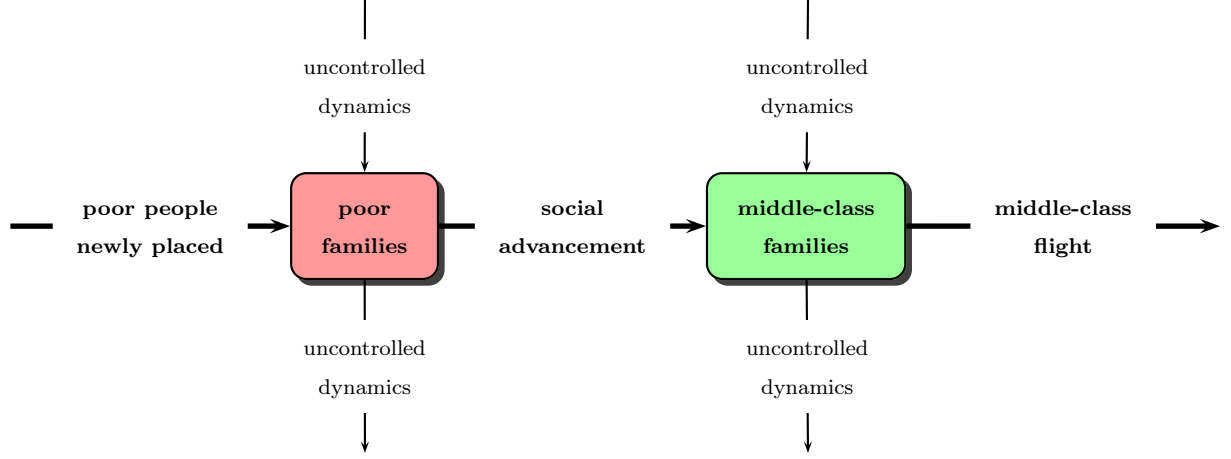 uncontrolled
dynamics
uncontrolled
dynamics
poor people
newly placed
poor
families
social
advancement
middle-class
families
middle-class
flight
uncontrolled
dynamics
uncontrolled
dynamics